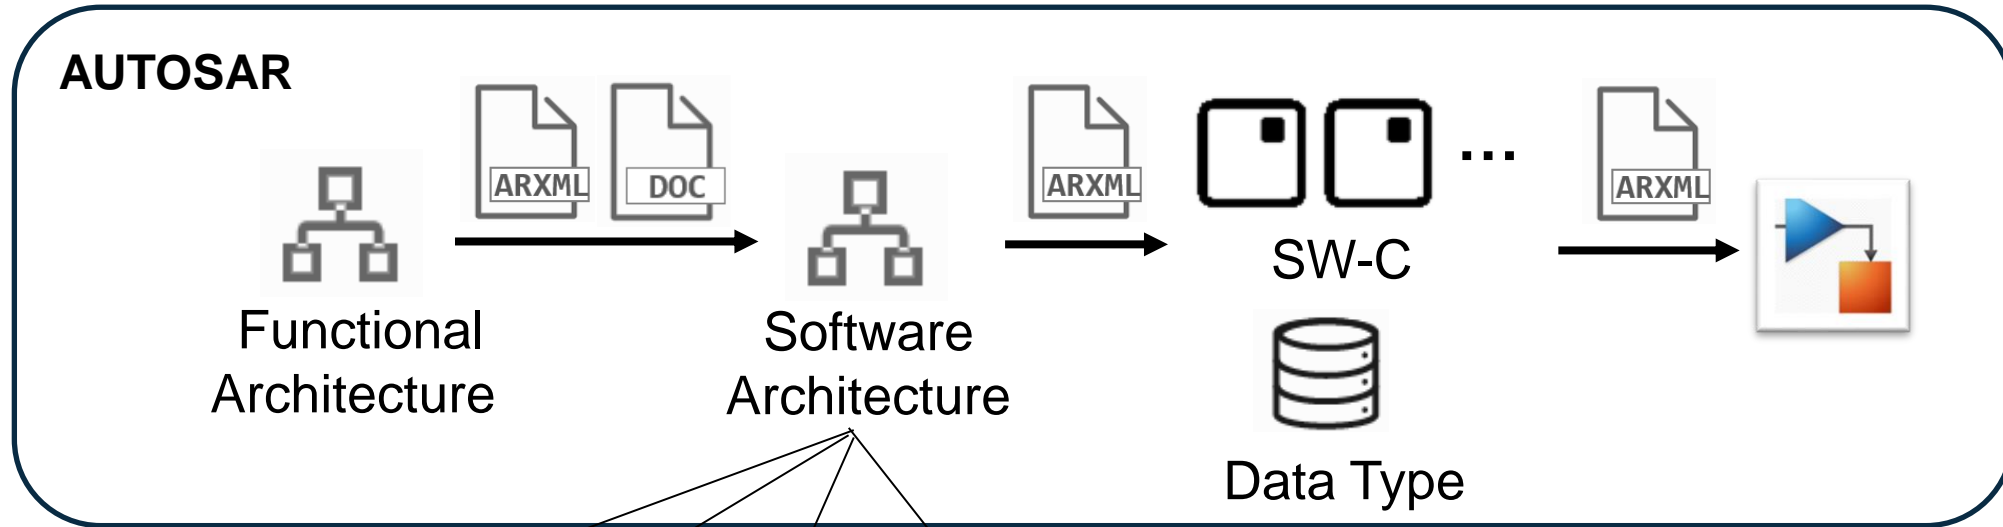 AUTOSAR
ARXML
DOC
ARXML
ARXML
Functional
Architecture
Software
Architecture
SW-C
...
Data Type